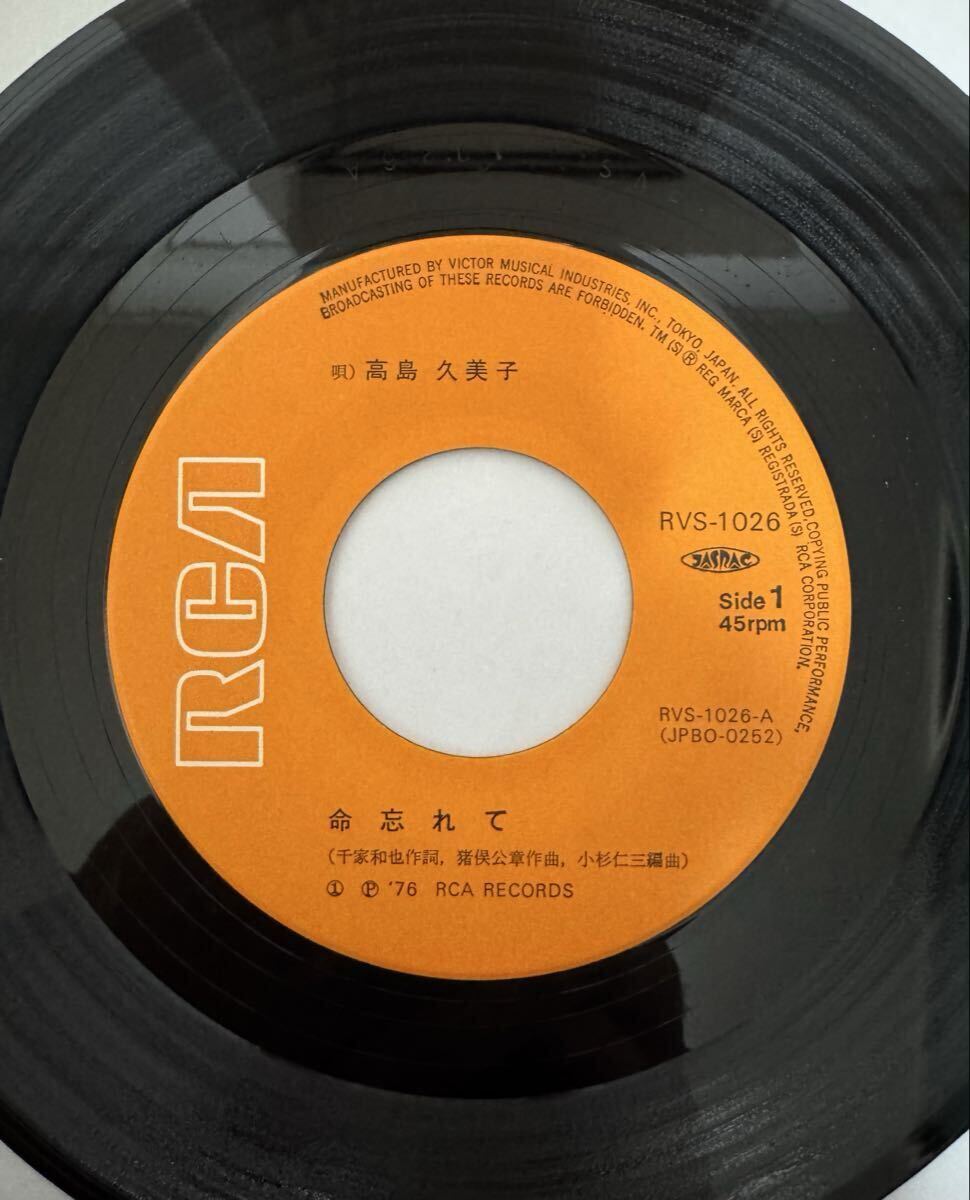 MANUFACTURED BY VICTOR MUSICAL INDUSTRIES, INC., TOKYO, JAPAN. ALL RIGHTS RESERVED, COPYING PUBLIC PERFORMANCE,
BROADCASTING OF THESE RECORDS ARE FORBIDDEN. TM(S)® REG MARCA (S) REGISTRADA (S) RCA CORPORATION.
唄）高島 久美子
RCA
RVS-1026
JASRAC
Side 1
45rpm
RVS-1026-A
(JPBO-0252)
命忘れて
（千家和也作詞，猪俣公章作曲，小杉仁三編曲）
① Ⓟ '76 RCA RECORDS